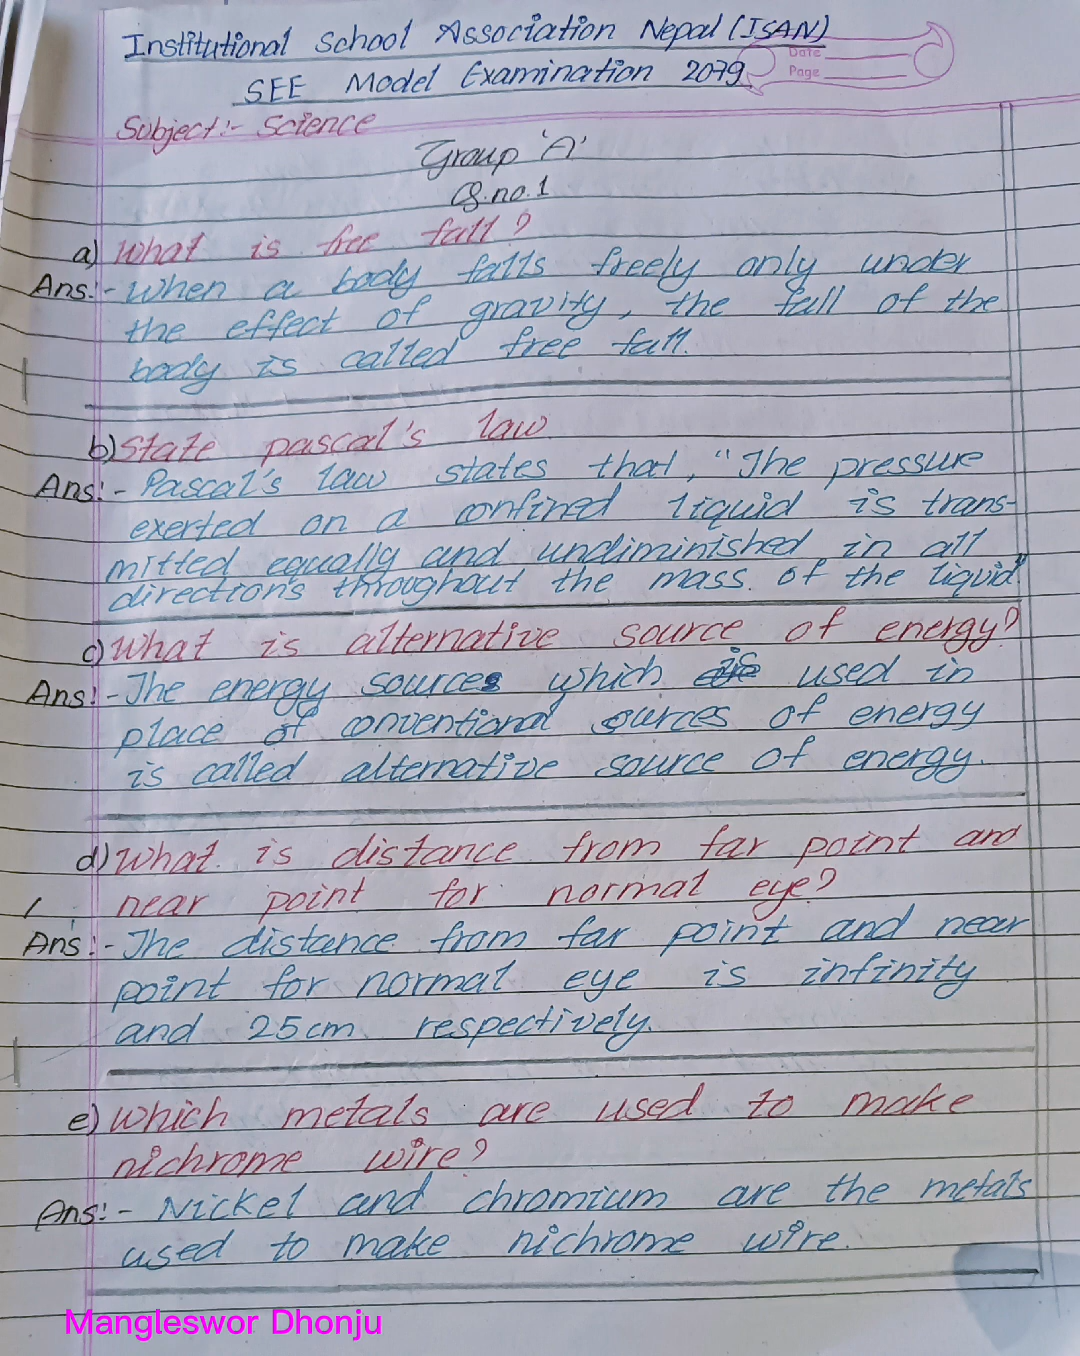 Institutional School Association Nepal (ISAN)
Date
SEE Model Examination 2079
Page
Subject:- Science
Group 'A'
Q.no.1
a) What is free fall?
Ans:- When a body falls freely only under
the effect of gravity, the fall of the
body is called free fall.
b) State pascal's law
Ans:- Pascal's law states that, "The pressure
exerted on a confined liquid is trans-
mitted equally and undiminished in all
directions throughout the mass of the liquid"
c) What is alternative source of energy?
Ans:- The energy sources which is used in
place of conventional sources of energy
is called alternative source of energy.
d) What is distance from far point and
near point for normal eye?
Ans:- The distance from far point and near
point for normal eye is infinity
and 25cm respectively.
e) Which metals are used to make
nichrome wire?
Ans:- Nickel and chromium are the metals
used to make nichrome wire.
Mangleswor Dhonju